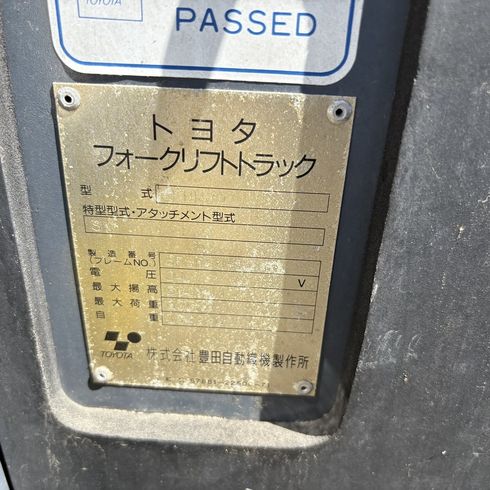 TOYOTA
PASSED
トヨタ
フォークリフトトラック
型 式
特型型式・アタッチメント型式
S
製造番号
(フレームNO.)
電圧 V
最大揚高
最大荷重
自重
TOYOTA 株式会社豊田自動織機製作所